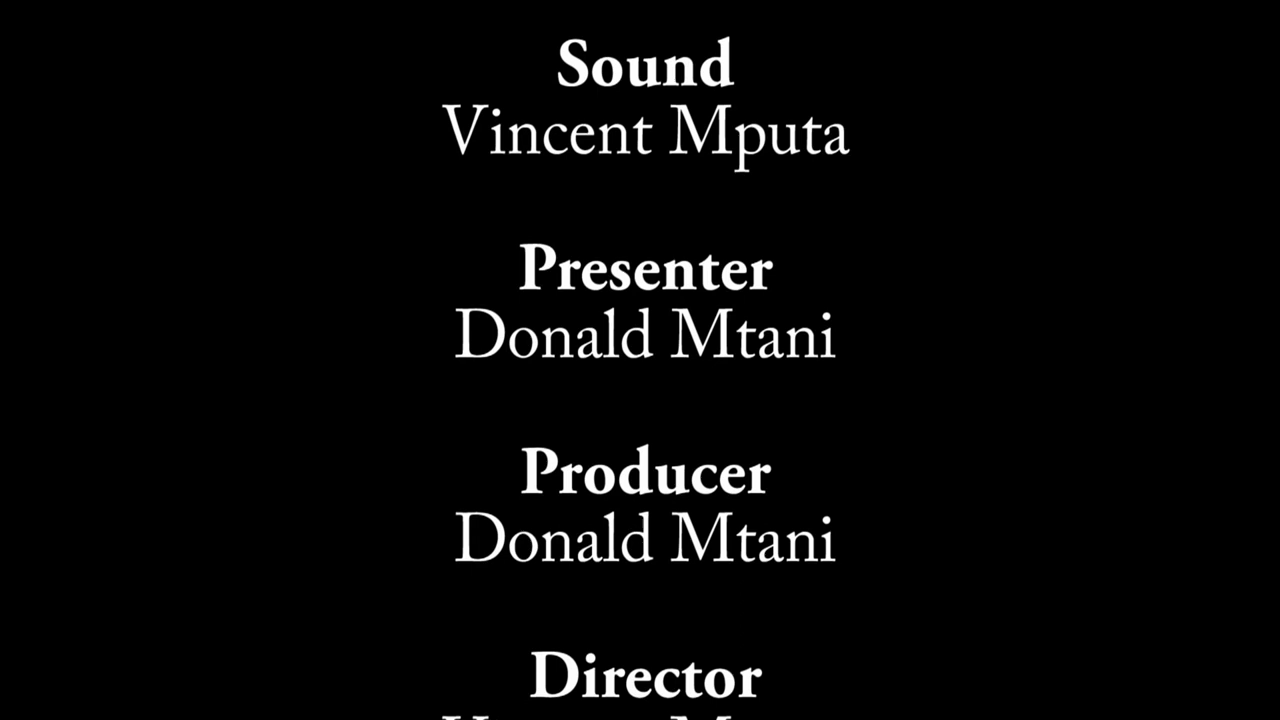 Sound
Vincent Mputa
Presenter
Donald Mtani
Producer
Donald Mtani
Director